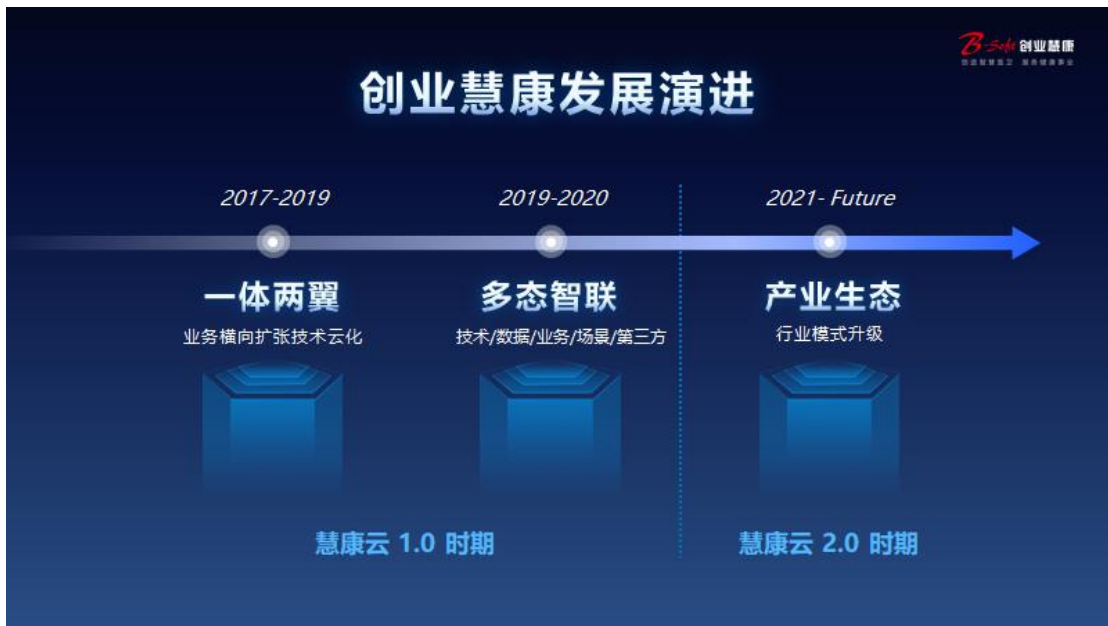 B-Soft 创业慧康
创业慧康发展演进
2017-2019
2019-2020
2021- Future
一体两翼
多态智联
产业生态
业务横向扩张技术云化
技术/数据/业务/场景/第三方
行业模式升级
慧康云 1.0 时期
慧康云 2.0 时期